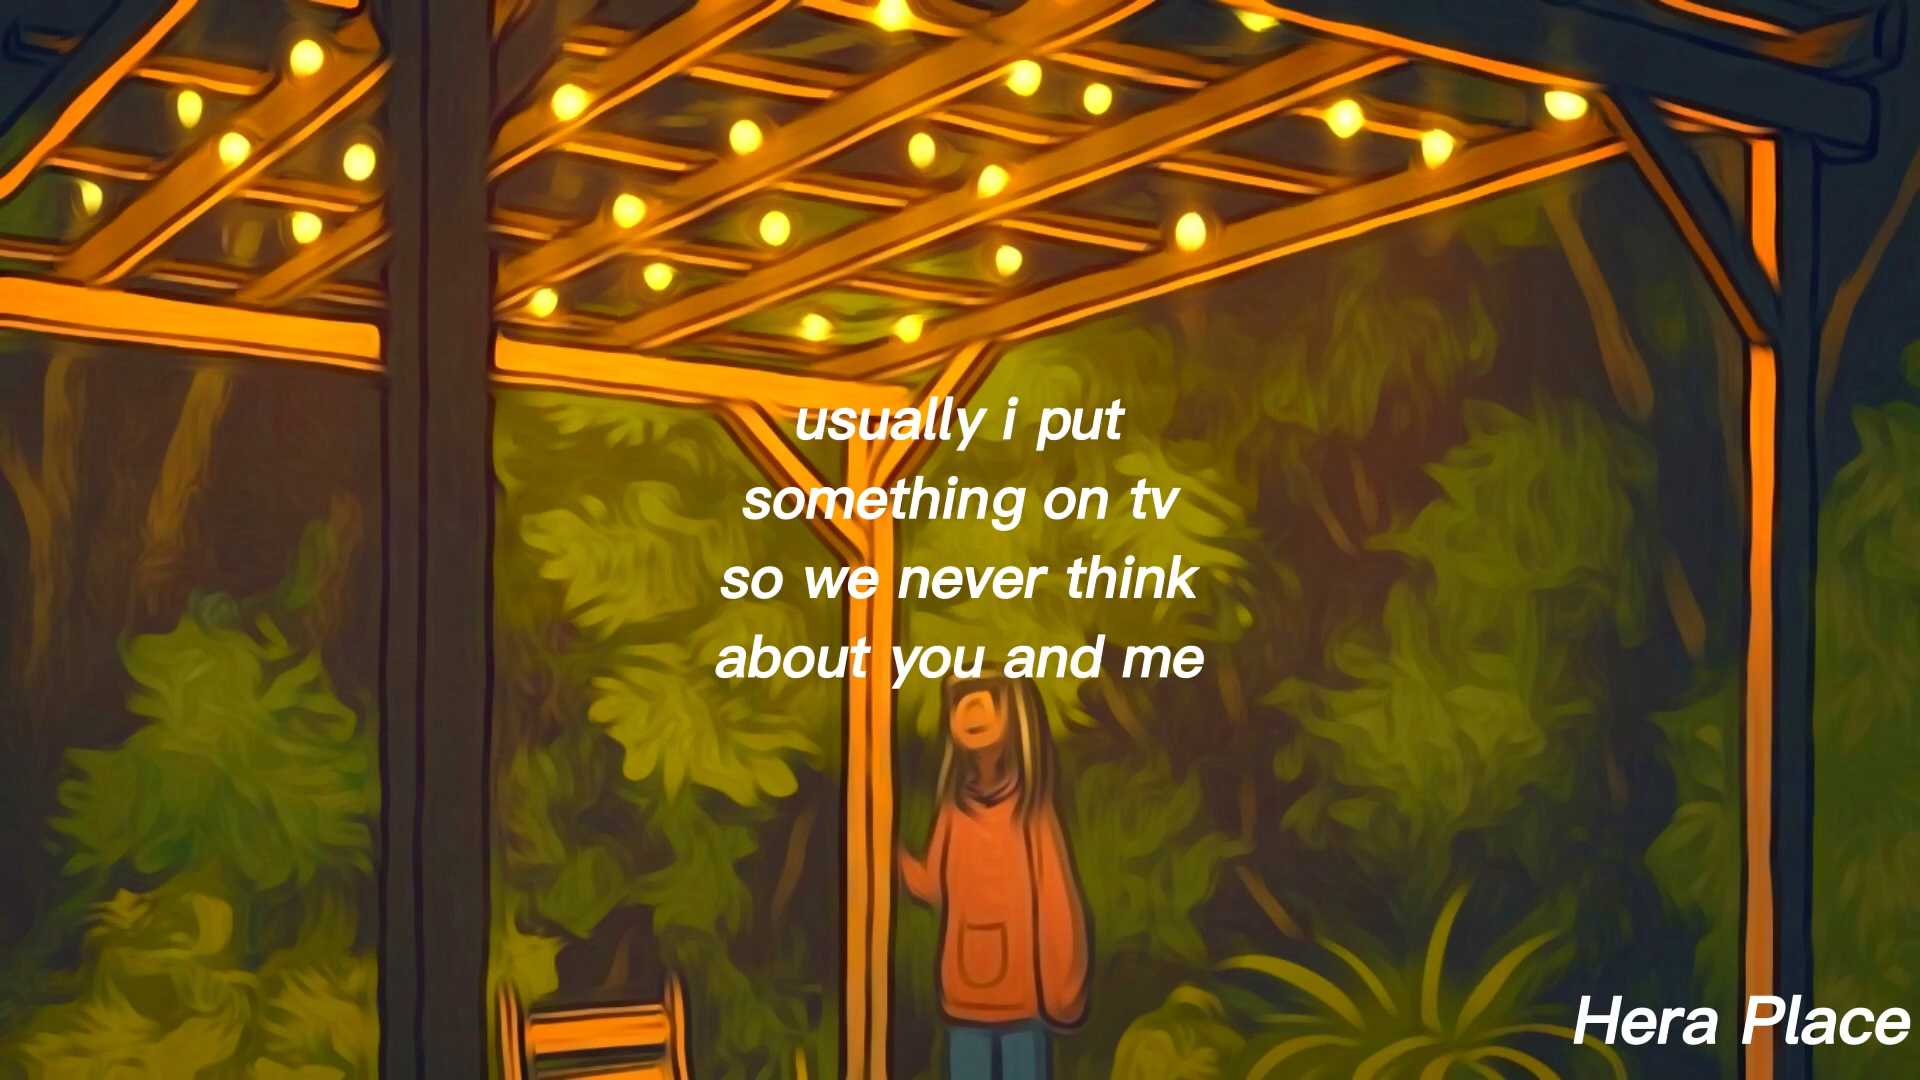 usually i put
something on tv
so we never think
about you and me
Hera Place